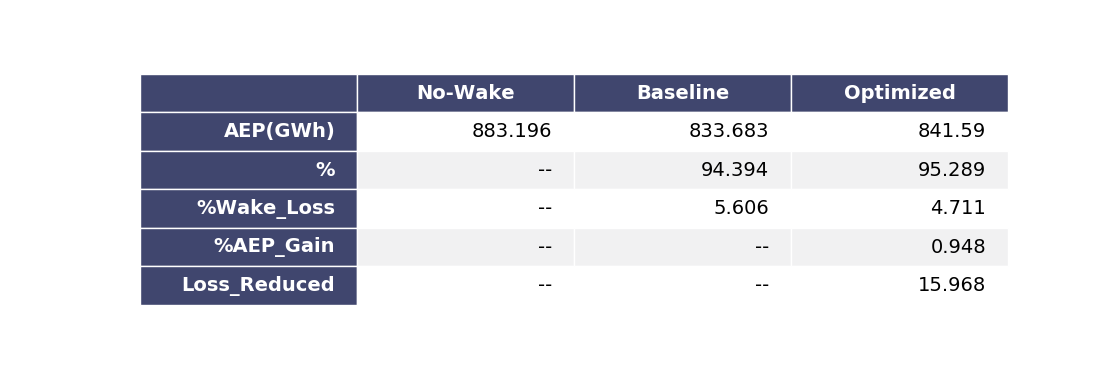 No-Wake Baseline Optimized
AEP(GWh) 883.196 833.683 841.59
% -- 94.394 95.289
%Wake_Loss -- 5.606 4.711
%AEP_Gain -- -- 0.948
Loss_Reduced -- -- 15.968